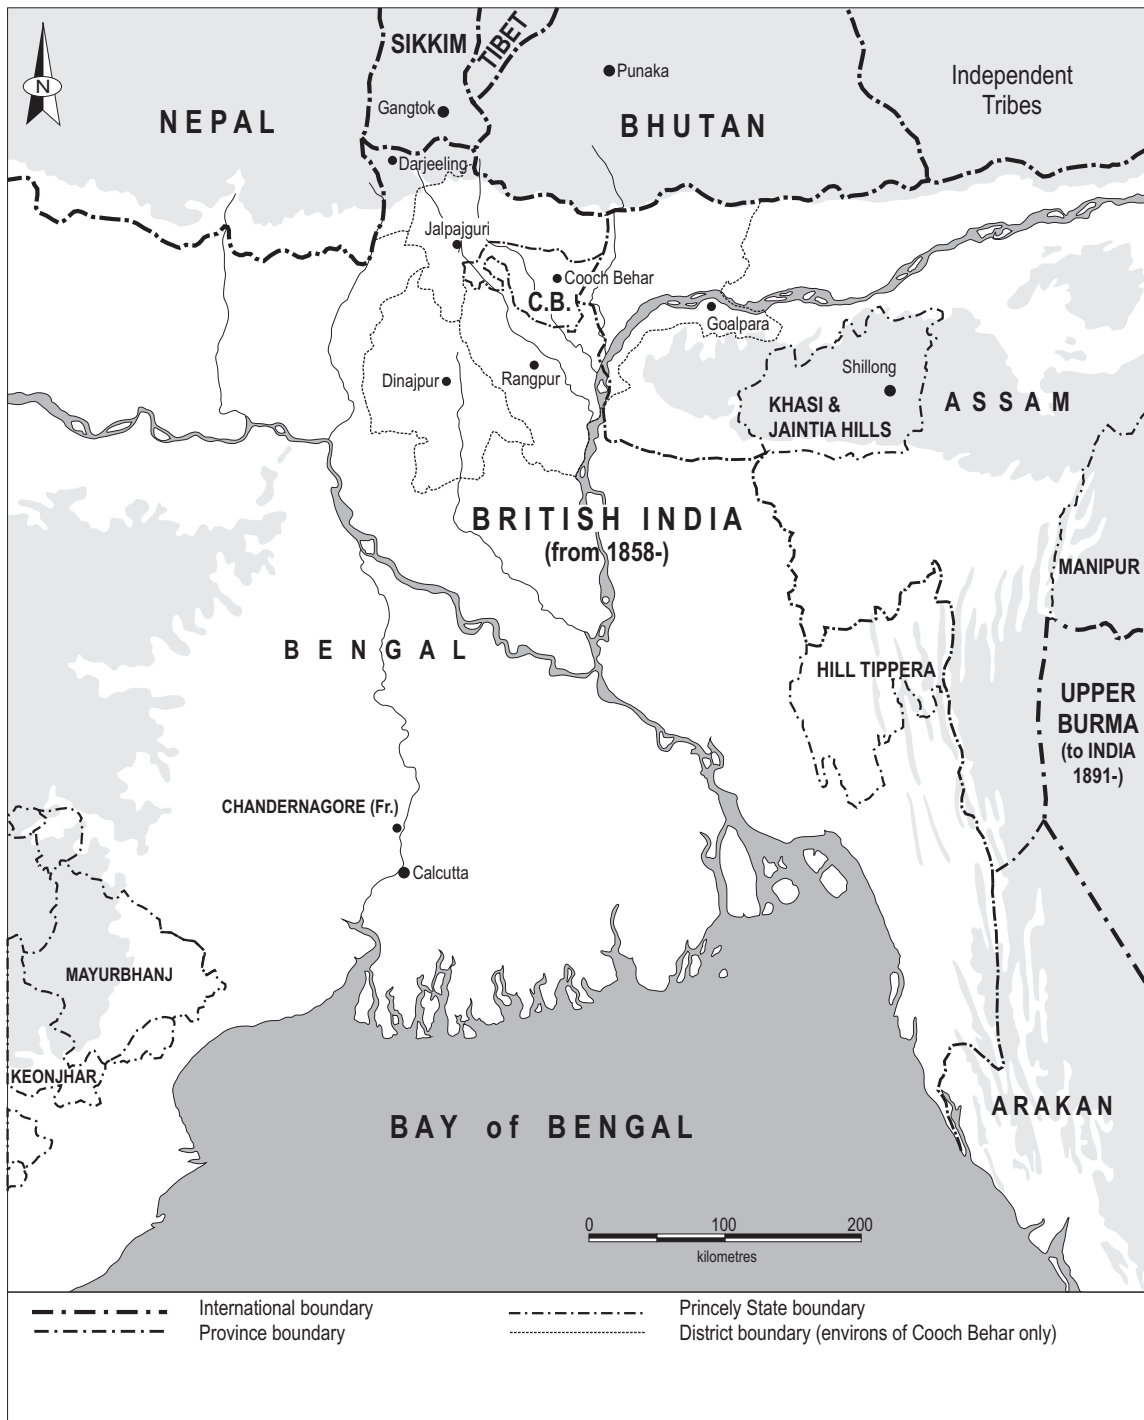 SIKKIM
TIBET
N
Punaka
Independent
Tribes
Gangtok
NEPAL
BHUTAN
Darjeeling
Jalpaiguri
Cooch Behar
C.B.
Goalpara
Dinajpur
Rangpur
Shillong
KHASI &
JAINTIA HILLS
ASSAM
BRITISH INDIA
(from 1858-)
MANIPUR
BENGAL
HILL TIPPERA
UPPER
BURMA
(to INDIA
1891-)
CHANDERNAGORE (Fr.)
Calcutta
MAYURBHANJ
KEONJHAR
ARAKAN
BAY of BENGAL
0 100 200
kilometres
International boundary
Province boundary
Princely State boundary
District boundary (environs of Cooch Behar only)